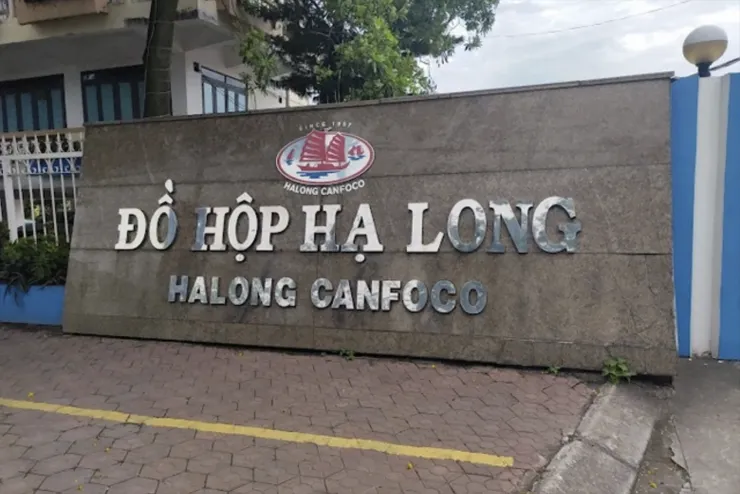 SINCE 1957
HALONG CANFOCO
ĐỒ HỘP HẠ LONG
HALONG CANFOCO